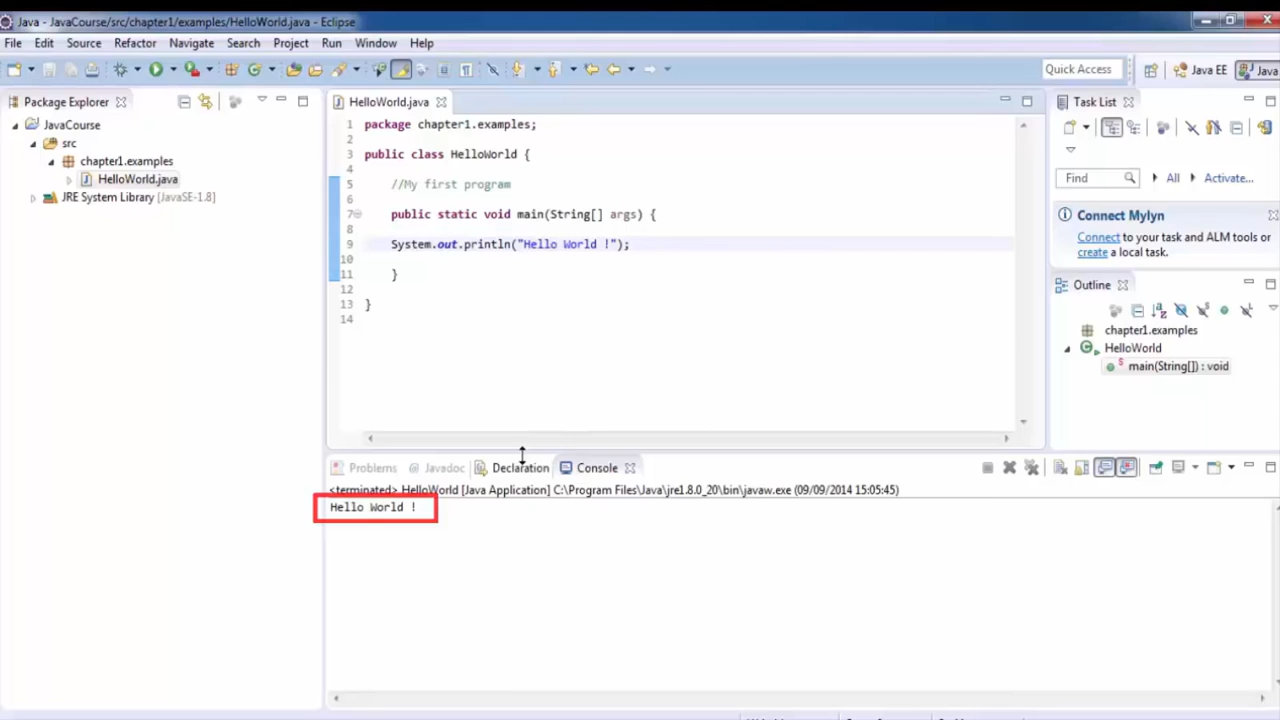 Java - JavaCourse/src/chapter1/examples/HelloWorld.java - Eclipse
File Edit Source Refactor Navigate Search Project Run Window Help
Quick Access
Java EE
Java
Package Explorer
JavaCourse
src
chapter1.examples
HelloWorld.java
JRE System Library [JavaSE-1.8]
HelloWorld.java
1 package chapter1.examples;
2
3 public class HelloWorld {
4
5 //My first program
6
7 public static void main(String[] args) {
8
9 System.out.println("Hello World !");
10
11 }
12
13 }
14
Task List
Find
All
Activate...
Connect Mylyn
Connect to your task and ALM tools or
create a local task.
Outline
chapter1.examples
HelloWorld
S
main(String[]) : void
Problems @ Javadoc Declaration Console
<terminated> HelloWorld [Java Application] C:\Program Files\Java\jre1.8.0_20\bin\javaw.exe (09/09/2014 15:05:45)
Hello World !